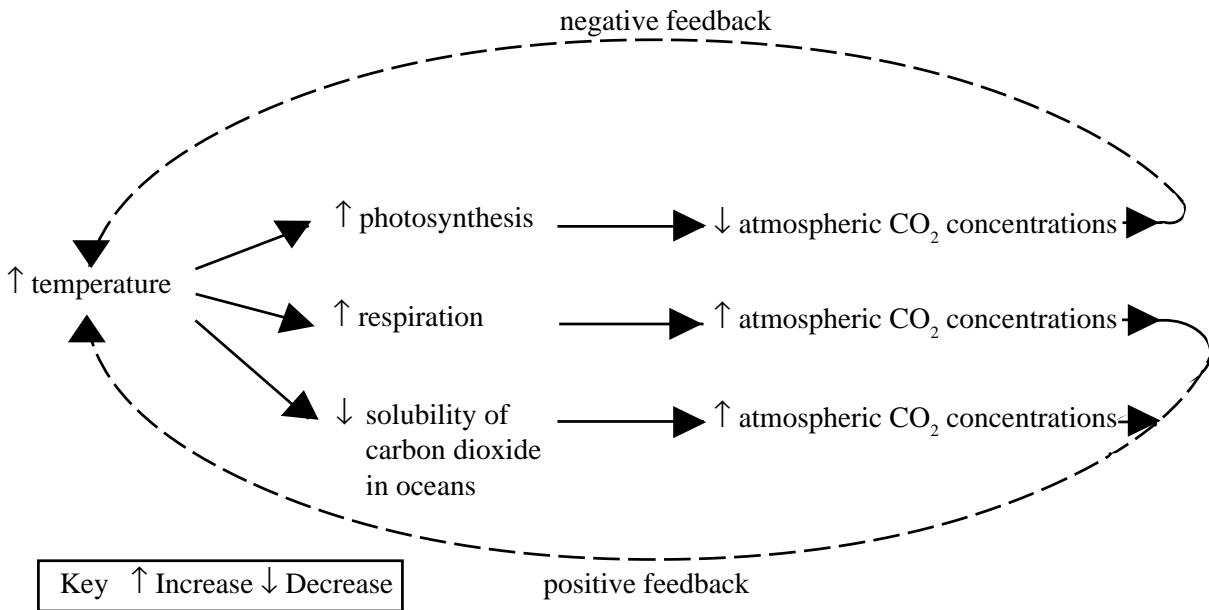 negative feedback
↑ photosynthesis
↓ atmospheric CO₂ concentrations
↑ temperature
↑ respiration
↑ atmospheric CO₂ concentrations
↓ solubility of
carbon dioxide
in oceans
↑ atmospheric CO₂ concentrations
Key ↑ Increase ↓ Decrease
positive feedback